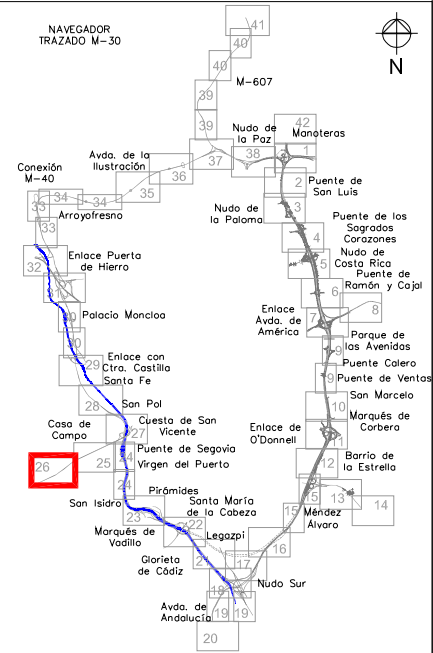 NAVEGADOR
TRAZADO M-30
N
41
40
40
M-607
39
39
42
Nudo de
la Paz
Manoteras
1
38
37
Avda. de la
Ilustración
36
35
2
Puente de
San Luis
Conexión
M-40
34
34
33
33
Arroyofresno
3
Nudo de
la Paloma
Puente de los
Sagrados
Corazones
4
Nudo de
Costa Rica
5
Enlace Puerta
de Hierro
32
31
Puente de
Ramón y Cajal
6
8
Enlace
Avda. de
América
7
Palacio Moncloa
30
30
Parque de
las Avenidas
9
Enlace con
Ctra. Castilla
29
Santa Fe
Puente Calero
9
Puente de Ventas
San Marcelo
10
28
San Pol
Marqués de
Corbera
Casa de
Campo
Cuesta de San
Vicente
27
Enlace de
O'Donnell
11
Puente de Segovia
24
Virgen del Puerto
Barrio de
la Estrella
12
26
25
24
Pirámides
San Isidro
Santa María
de la Cabeza
15
13
14
15
Méndez
Álvaro
23
22
Marqués de
Vadillo
Legazpi
16
Glorieta
de Cádiz
21
17
18
Nudo Sur
Avda. de
Andalucía
19
19
20